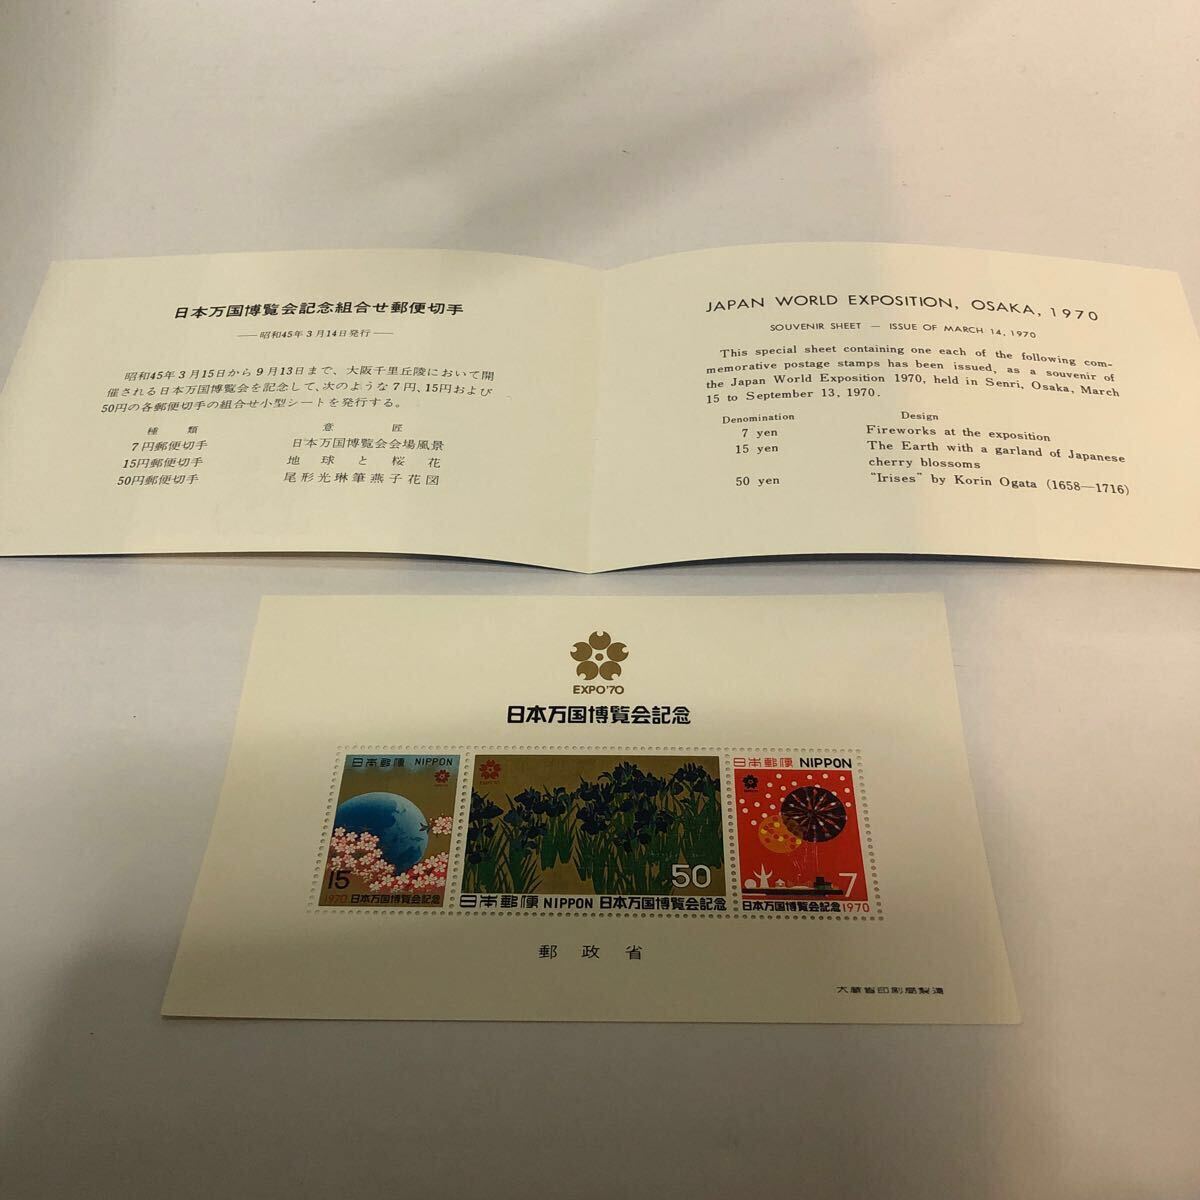 日本万国博覧会記念組合せ郵便切手
——昭和45年3月14日発行——
昭和45年3月15日から9月13日まで、大阪千里丘陵において開
催される日本万国博覧会を記念して、次のような7円、15円および
50円の各郵便切手の組合せ小型シートを発行する。
種 類 意 匠
7円郵便切手 日本万国博覧会会場風景
15円郵便切手 地球と桜花
50円郵便切手 尾形光琳筆燕子花図
JAPAN WORLD EXPOSITION, OSAKA, 1970
SOUVENIR SHEET — ISSUE OF MARCH 14, 1970
This special sheet containing one each of the following com-
memorative postage stamps has been issued, as a souvenir of
the Japan World Exposition 1970, held in Senri, Osaka, March
15 to September 13, 1970.
Denomination Design
7 yen Fireworks at the exposition
15 yen The Earth with a garland of Japanese
cherry blossoms
50 yen "Irises" by Korin Ogata (1658—1716)
EXPO'70
日本万国博覧会記念
日本郵便 NIPPON
15
1970 日本万国博覧会記念
50
日本郵便 NIPPON 日本万国博覧会記念
日本郵便 NIPPON
7
日本万国博覧会記念 1970
郵政省
大蔵省印刷局製造